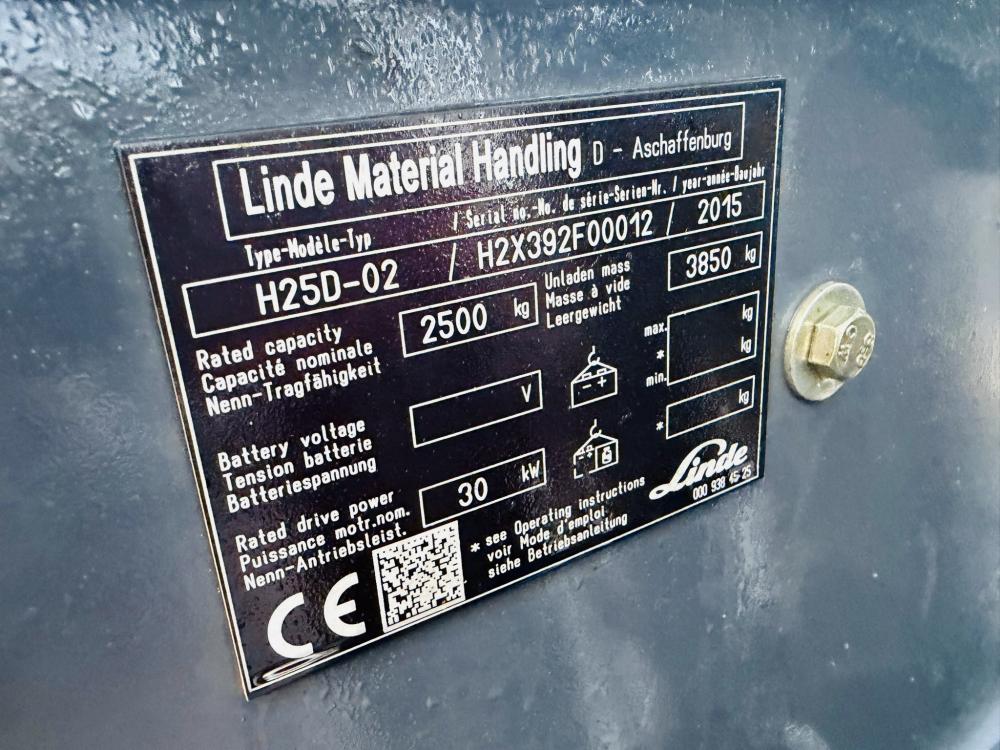 Linde Material Handling D - Aschaffenburg
Type-Modèle-Typ / Serial no.-No. de série-Serien-Nr. / year-année-Baujahr
H25D-02 / H2X392F00012 / 2015
Rated capacity
Capacité nominale
Nenn-Tragfähigkeit
2500 kg
Unladen mass
Masse à vide
Leergewicht
3850 kg
Battery voltage
Tension batterie
Batteriespannung
V
- +
max. kg
* kg
min.
* kg
Rated drive power
Puissance motr.nom.
Nenn-Antriebsleist.
30 kW
- +
CE
* see Operating instructions
voir Mode d'emploi
siehe Betriebsanleitung
Linde
000 938 45 25